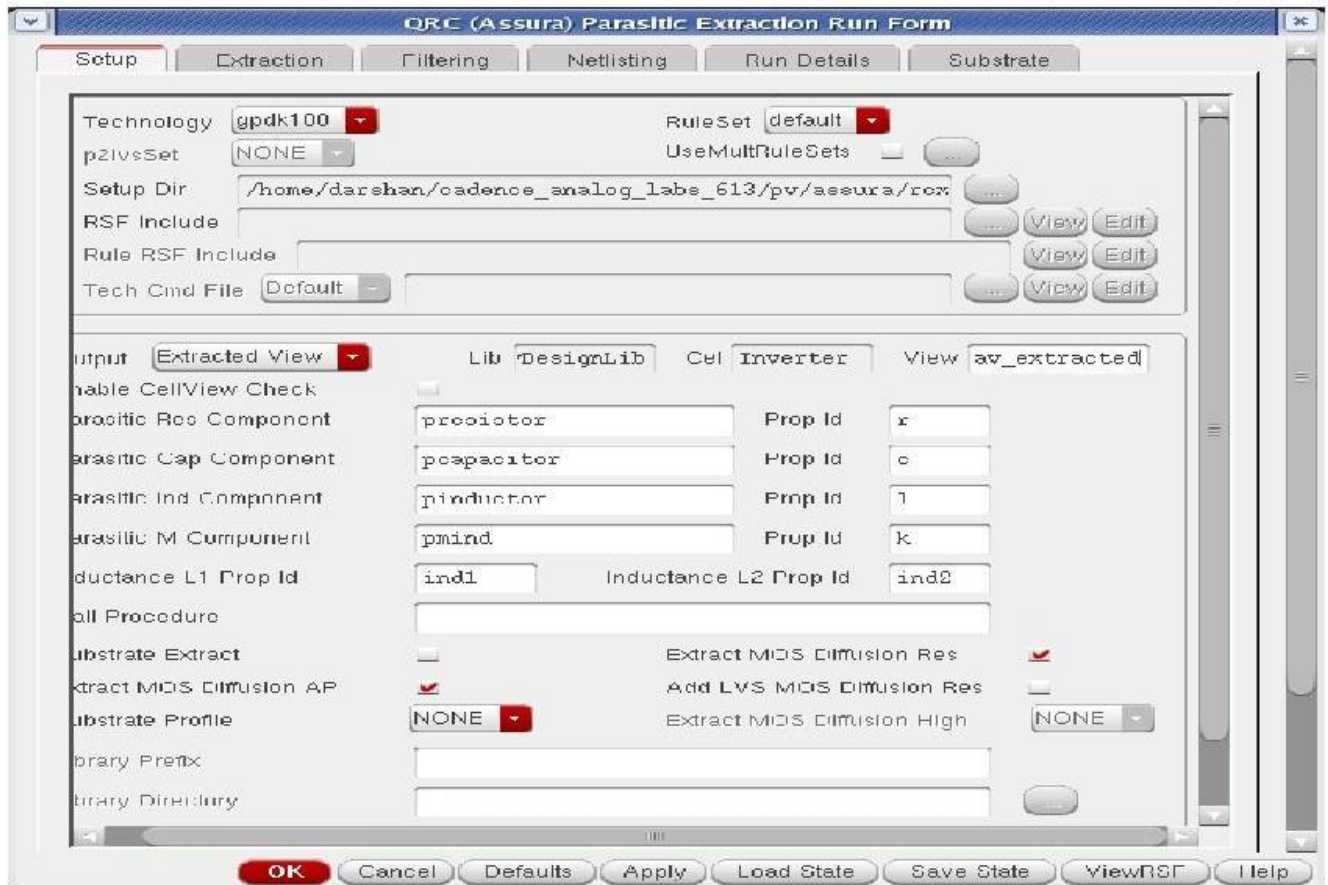 QRC (Assura) Parasitic Extraction Run Form
Setup Extraction Filtering Netlisting Run Details Substrate
Technology gpdk100 RuleSet default
p2lvsSet NONE UseMultRuleSets ...
Setup Dir /home/darshan/cadence_analog_labs_613/pv/assura/rcx ...
RSF Include ... View Edit
Rule RSF Include View Edit
Tech Cmd File Default ... View Edit
utput Extracted View Lib DesignLib Cell Inverter View av_extracted
nable CellView Check
arasitic Res Component presistor Prop Id r
arasitic Cap Component pcapacitor Prop Id c
arasitic Ind Component pinductor Prop Id l
arasitic M Component pmind Prop Id k
ductance L1 Prop Id ind1 Inductance L2 Prop Id ind2
all Procedure
ubstrate Extract Extract MOS Diffusion Res
xtract MOS Diffusion AP Add LVS MOS Diffusion Res
ubstrate Profile NONE Extract MOS Diffusion High NONE
brary Prefix
brary Directory ...
OK Cancel Defaults Apply Load State Save State ViewRSF Help